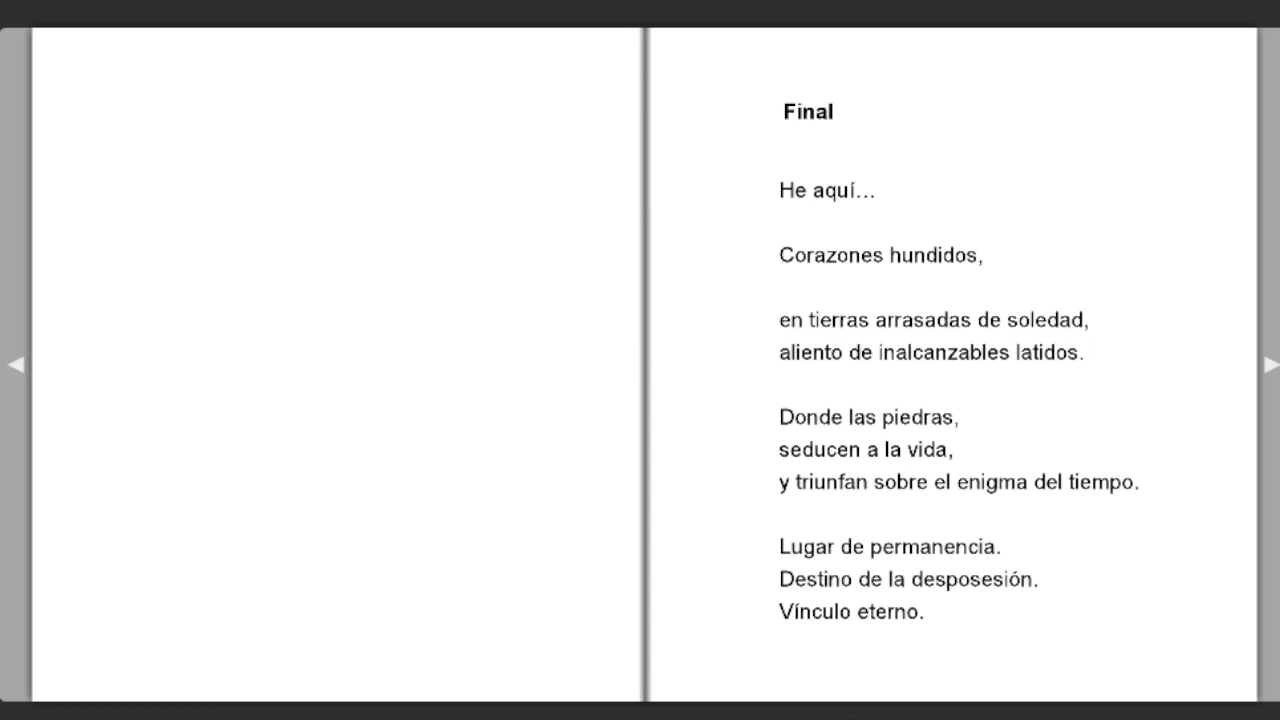 Final
He aquí...
Corazones hundidos,
en tierras arrasadas de soledad,
aliento de inalcanzables latidos.
Donde las piedras,
seducen a la vida,
y triunfan sobre el enigma del tiempo.
Lugar de permanencia.
Destino de la desposesión.
Vínculo eterno.